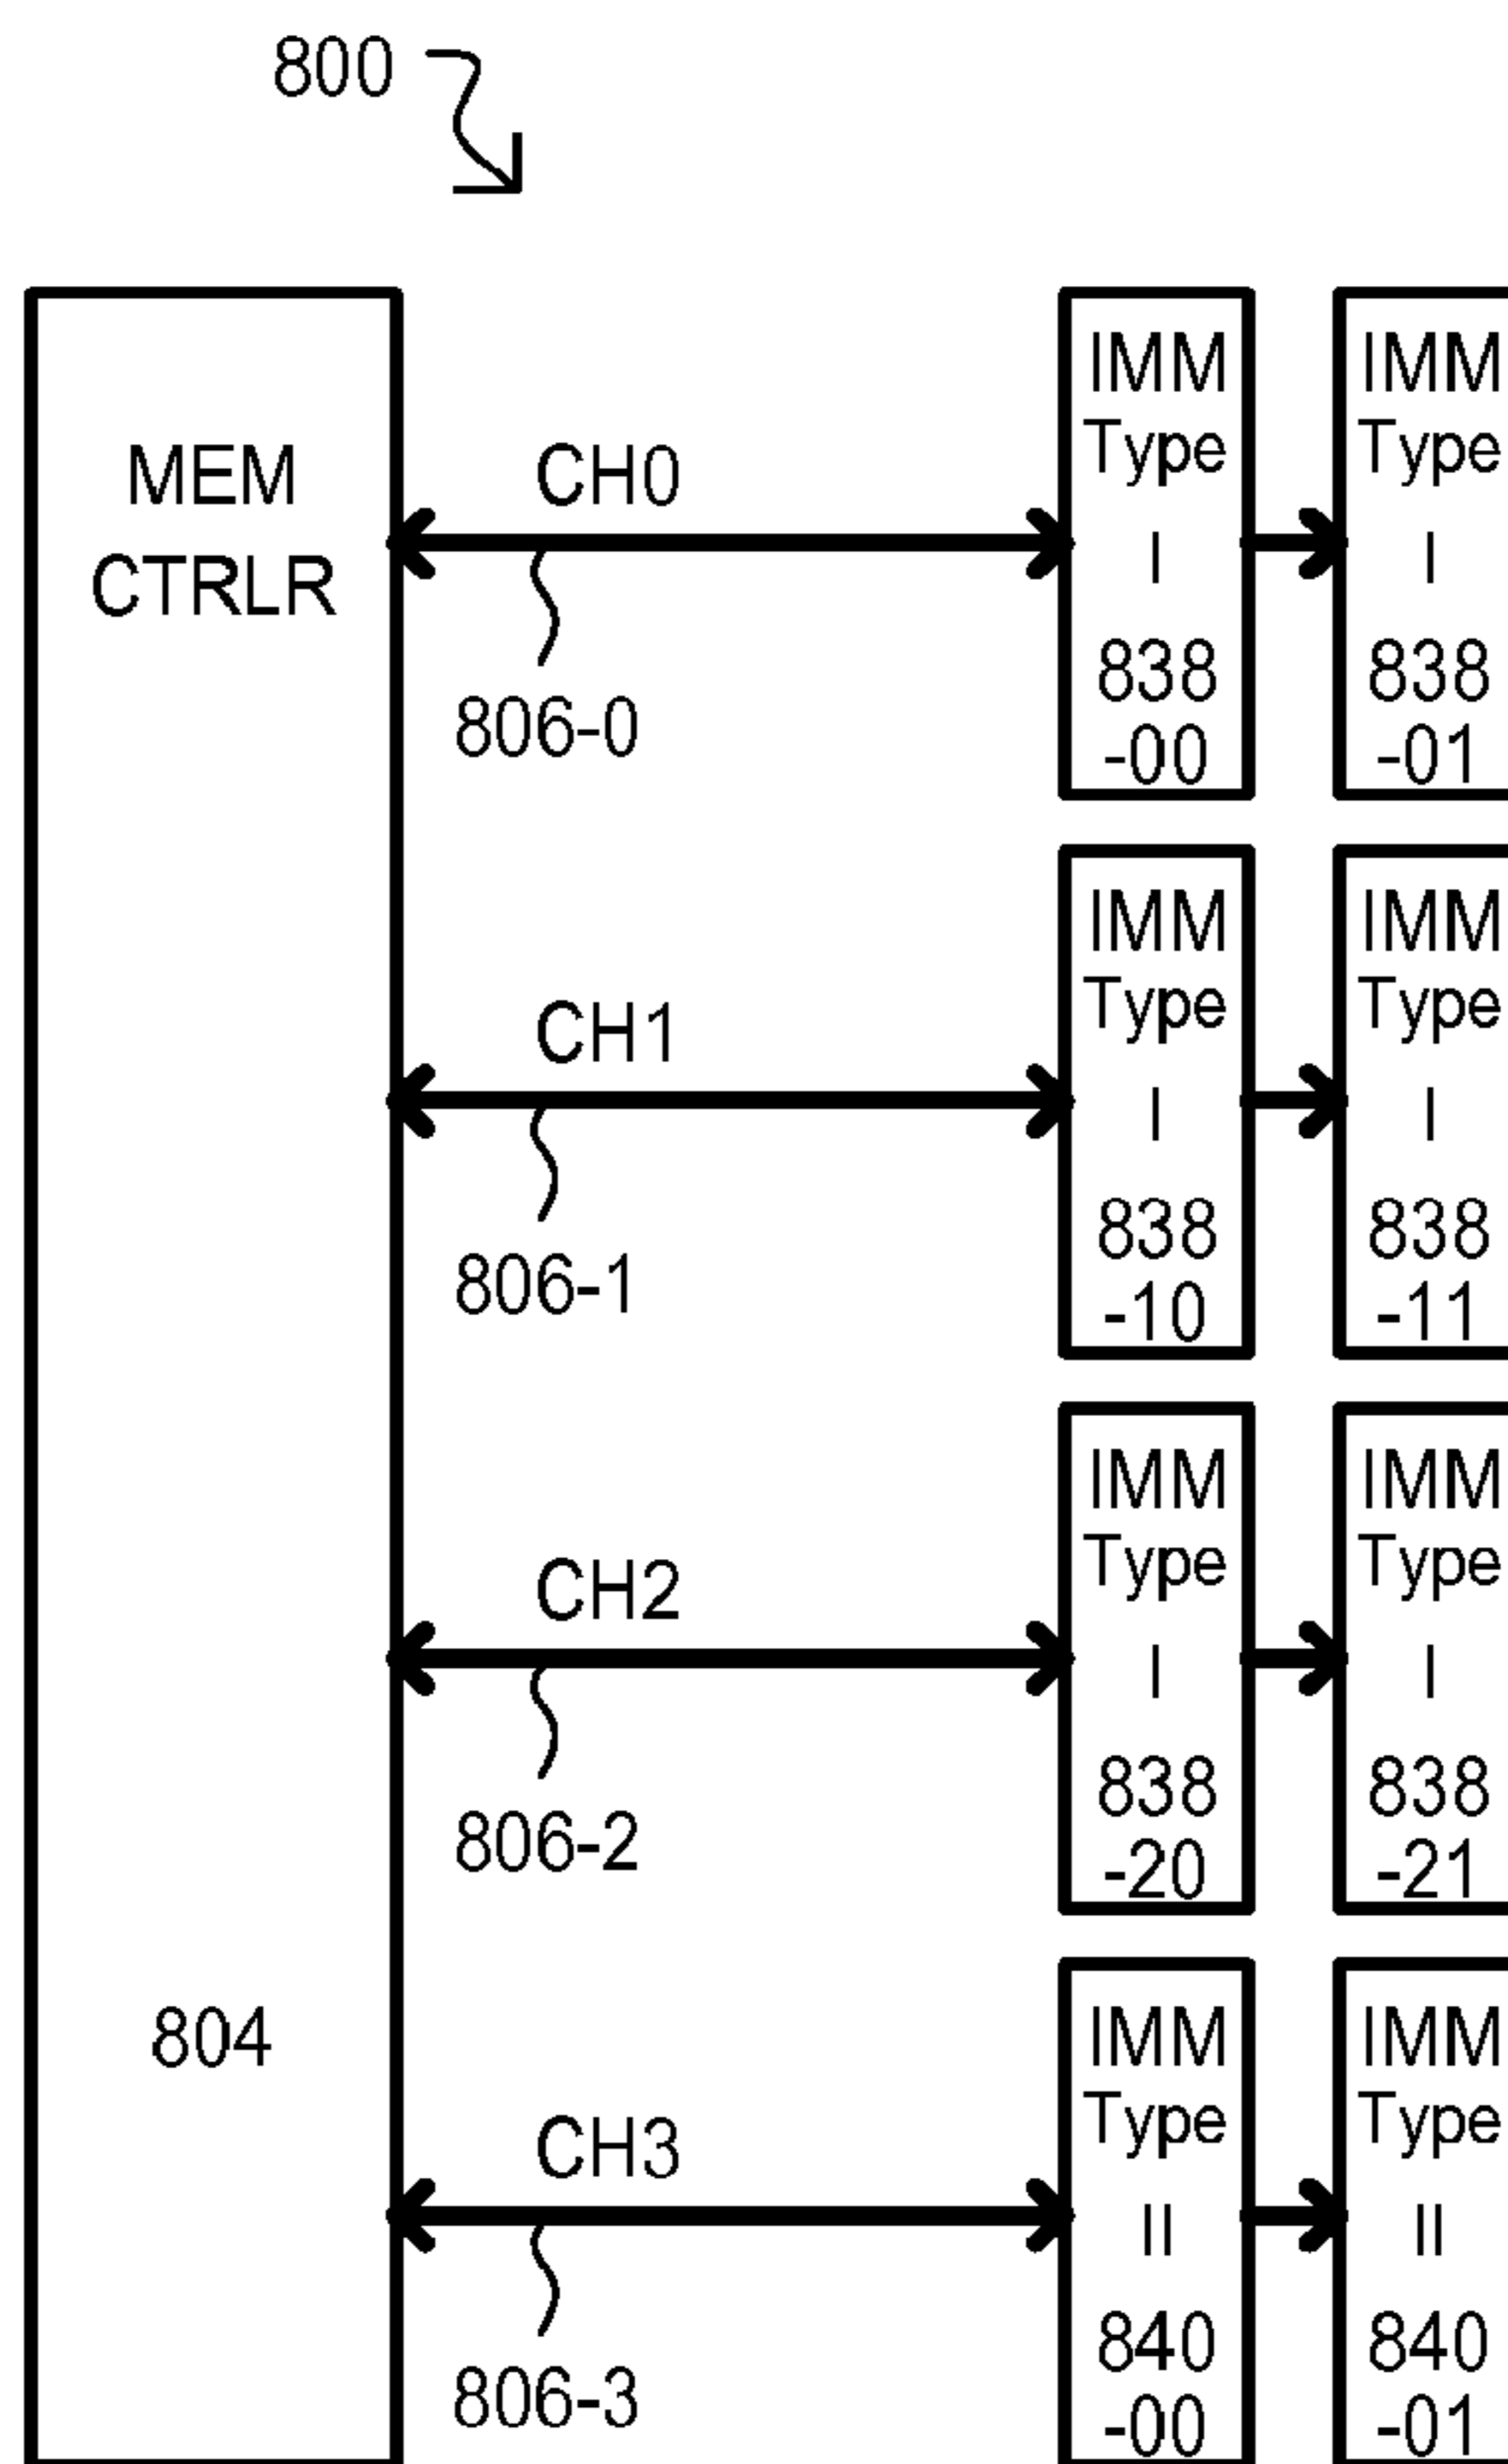 800
MEM
CTRLR
804
CH0
806-0
IMM
Type
I
838
-00
IMM
Type
I
838
-01
CH1
806-1
IMM
Type
I
838
-10
IMM
Type
I
838
-11
CH2
806-2
IMM
Type
I
838
-20
IMM
Type
I
838
-21
CH3
806-3
IMM
Type
II
840
-00
IMM
Type
II
840
-01